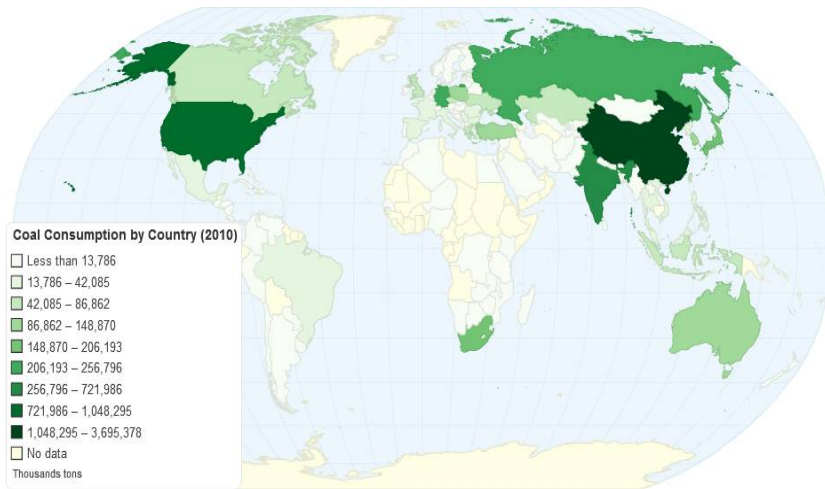 Coal Consumption by Country (2010)
Less than 13,786
13,786 – 42,085
42,085 – 86,862
86,862 – 148,870
148,870 – 206,193
206,193 – 256,796
256,796 – 721,986
721,986 – 1,048,295
1,048,295 – 3,695,378
No data
Thousands tons